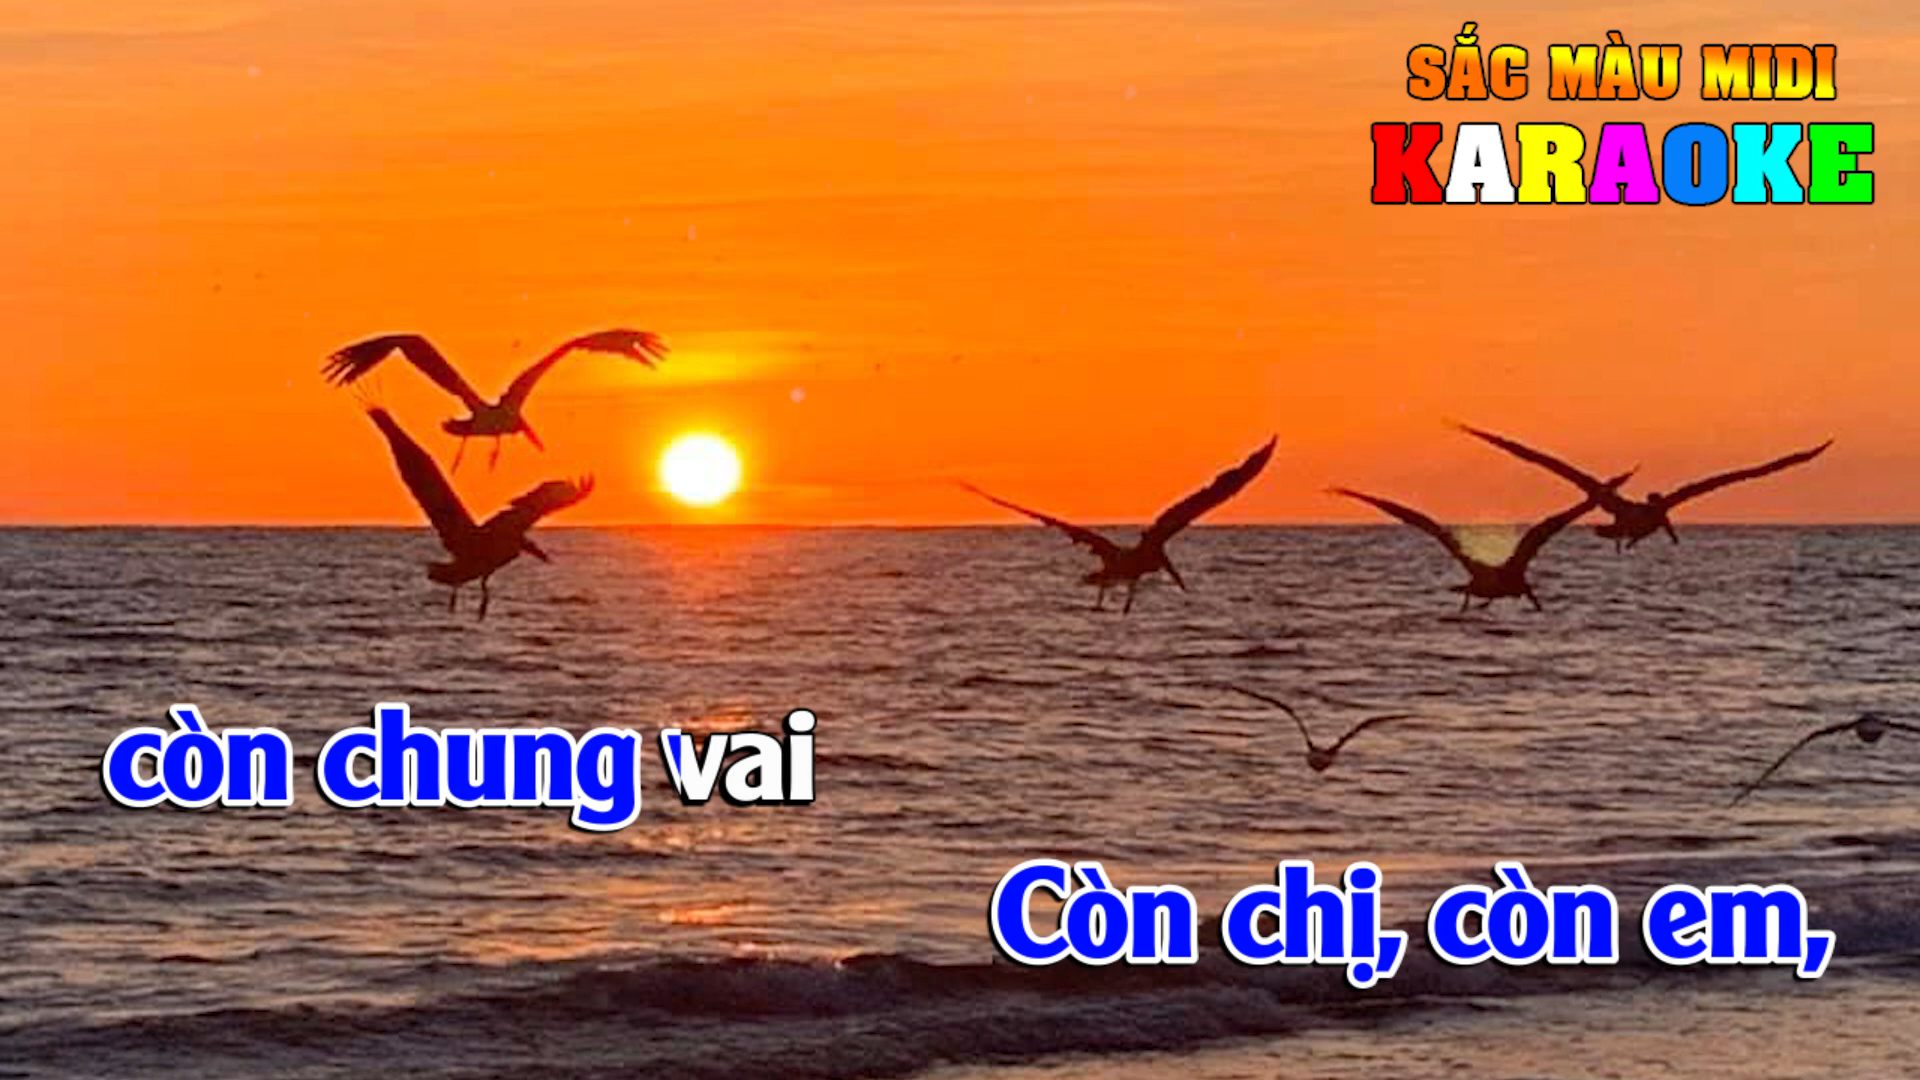 SẮC MÀU MIDI
KARAOKE
còn chung vai
Còn chị, còn em,